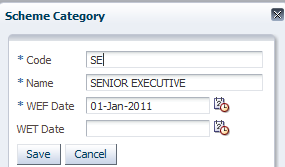 Scheme Category
* Code SE
* Name SENIOR EXECUTIVE
* WEF Date 01-Jan-2011
WET Date
Save Cancel